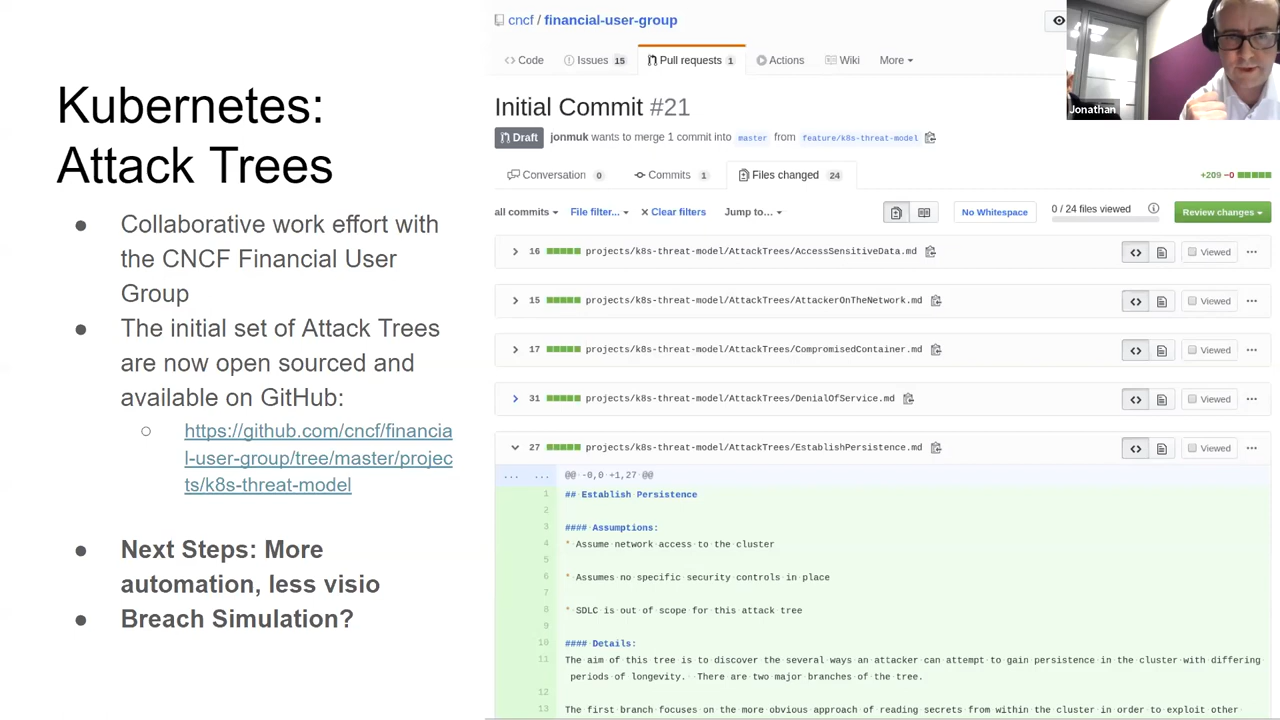 Kubernetes:
Attack Trees
● Collaborative work effort with
the CNCF Financial User
Group
● The initial set of Attack Trees
are now open sourced and
available on GitHub:
○ https://github.com/cncf/financia
l-user-group/tree/master/projec
ts/k8s-threat-model
● Next Steps: More
automation, less visio
● Breach Simulation?
cncf / financial-user-group
Code Issues 15 Pull requests 1 Actions Wiki More
Initial Commit #21
Draft jonmuk wants to merge 1 commit into master from feature/k8s-threat-model
Conversation 0 Commits 1 Files changed 24 +209 −0
all commits File filter... Clear filters Jump to... No Whitespace 0 / 24 files viewed Review changes
16 projects/k8s-threat-model/AttackTrees/AccessSensitiveData.md Viewed ...
15 projects/k8s-threat-model/AttackTrees/AttackerOnTheNetwork.md Viewed ...
17 projects/k8s-threat-model/AttackTrees/CompromisedContainer.md Viewed ...
31 projects/k8s-threat-model/AttackTrees/DenialOfService.md Viewed ...
27 projects/k8s-threat-model/AttackTrees/EstablishPersistence.md Viewed ...
... ... @@ -0,0 +1,27 @@
1 ## Establish Persistence
2
3 #### Assumptions:
4 * Assume network access to the cluster
5
6 * Assumes no specific security controls in place
7
8 * SDLC is out of scope for this attack tree
9
10 #### Details:
11 The aim of this tree is to discover the several ways an attacker can attempt to gain persistence in the cluster with differing
periods of longevity. There are two major branches of the tree.
12
13 The first branch focuses on the more obvious approach of reading secrets from within the cluster in order to exploit other
Jonathan